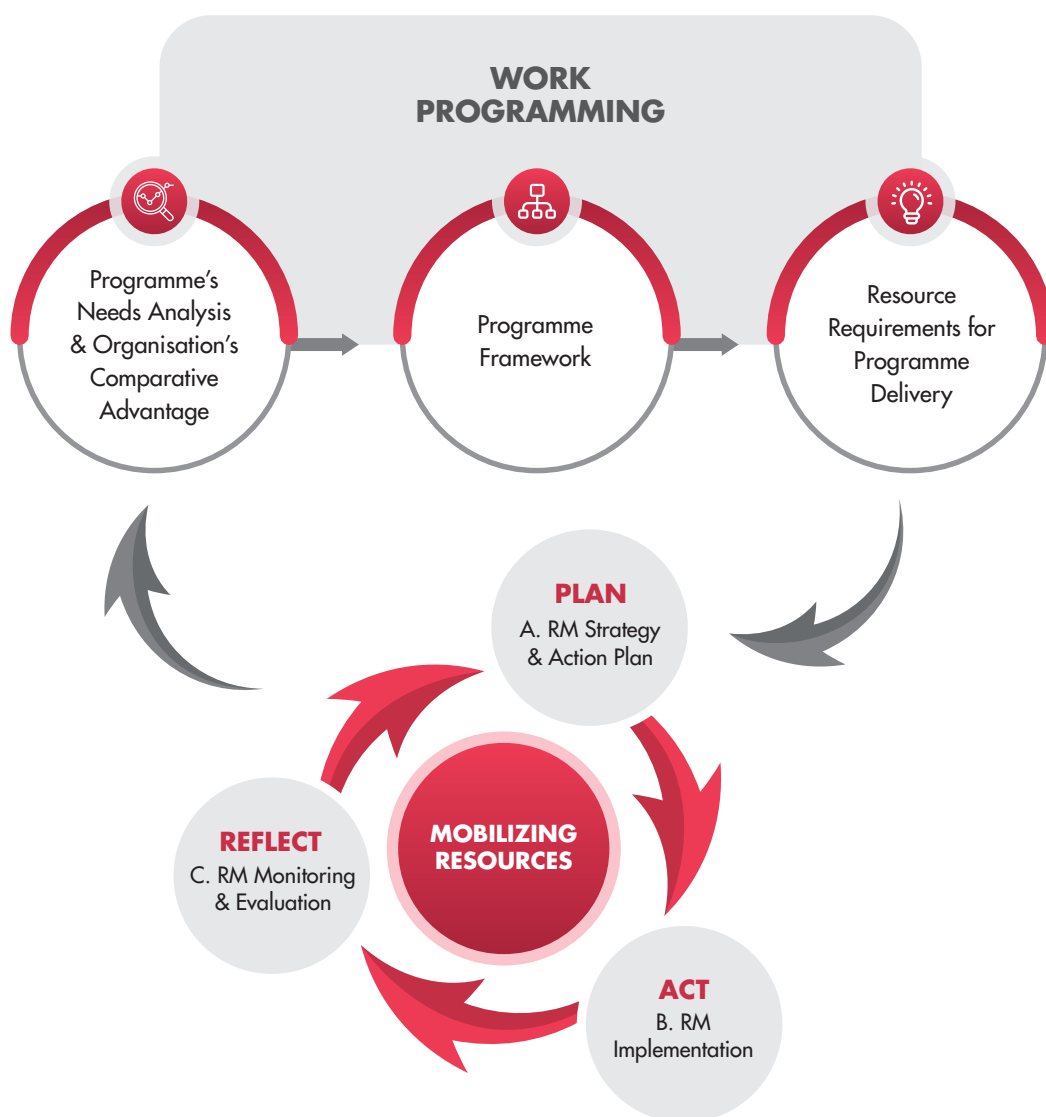 WORK
PROGRAMMING
Programme's
Needs Analysis
& Organisation's
Comparative
Advantage
Programme
Framework
Resource
Requirements for
Programme
Delivery
PLAN
A. RM Strategy
& Action Plan
MOBILIZING
RESOURCES
REFLECT
C. RM Monitoring
& Evaluation
ACT
B. RM
Implementation